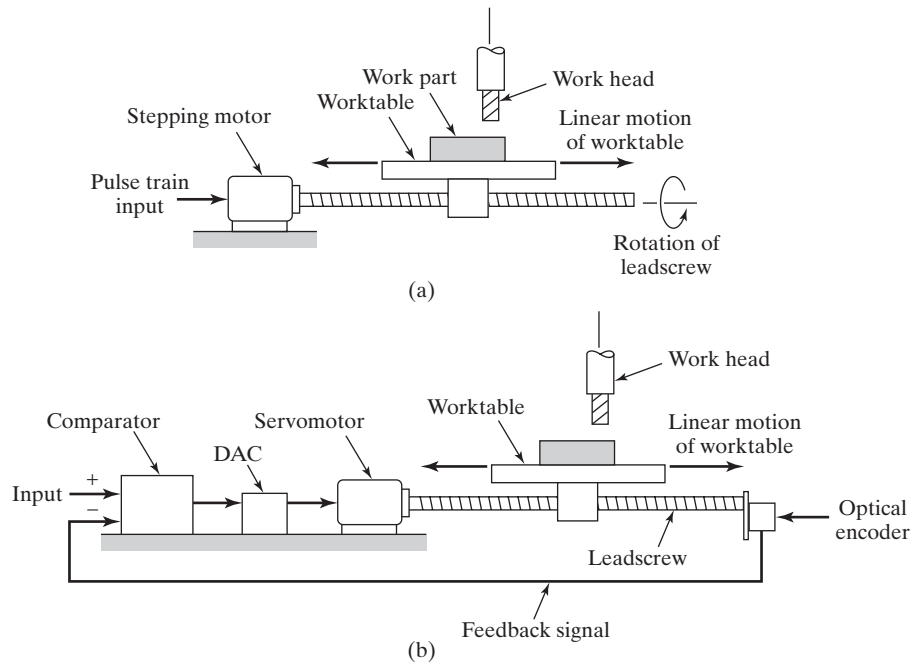 Work part
Worktable
Work head
Stepping motor
Linear motion
of worktable
Pulse train
input
Rotation of
leadscrew
(a)
Work head
Worktable
Comparator
Servomotor
Linear motion
of worktable
DAC
+
Input
−
Optical
encoder
Leadscrew
Feedback signal
(b)